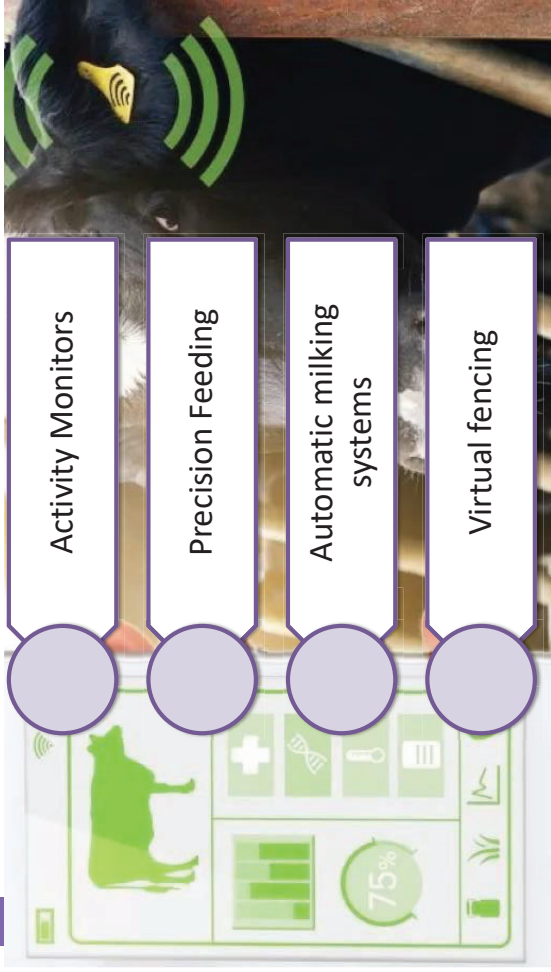 Activity Monitors
Precision Feeding
Automatic milking
systems
Virtual fencing
75%